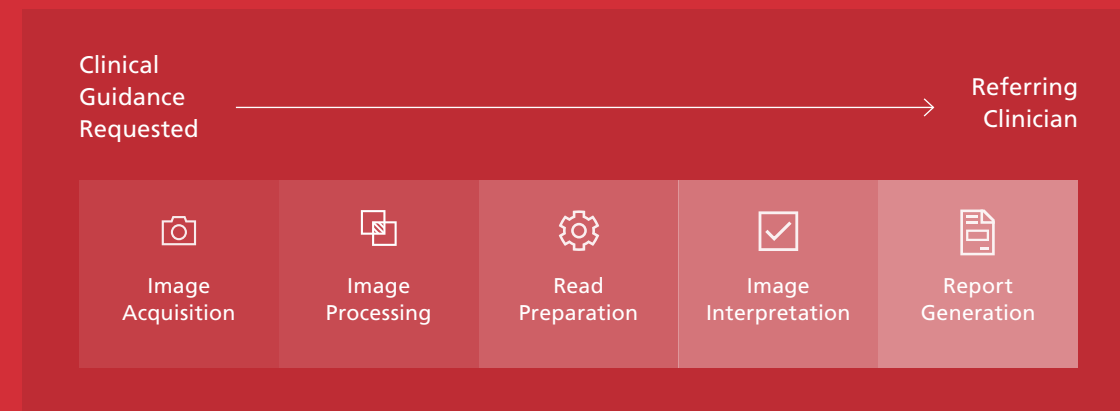 Clinical
Guidance
Requested
Referring
Clinician
Image
Acquisition
Image
Processing
Read
Preparation
Image
Interpretation
Report
Generation